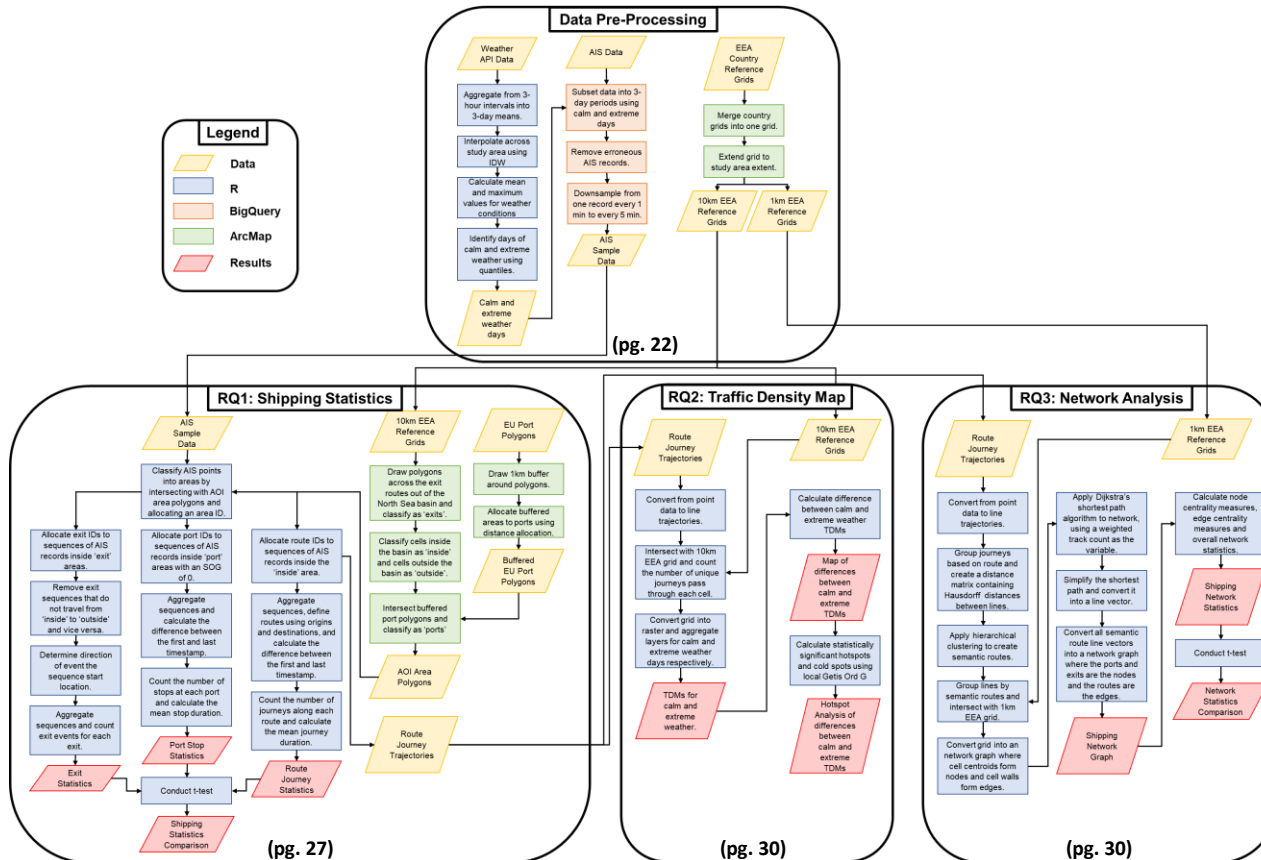 Data Pre-Processing
Weather
API Data
Aggregate from 3-
hour intervals into
3-day means.
Interpolate across
study area using
IDW
Calculate mean
and maximum
values for weather
conditions
Identify days of
calm and extreme
weather using
quantiles.
Calm and
extreme
weather
days
AIS Data
Subset data into 3-
day periods using
calm and extreme
days
Remove erroneous
AIS records.
Downsample from
one record every 1
min to every 5 min.
AIS
Sample
Data
EEA
Country
Reference
Grids
Merge country
grids into one grid.
Extend grid to
study area extent.
10km EEA
Reference
Grids
1km EEA
Reference
Grids
(pg. 22)
Legend
Data
R
BigQuery
ArcMap
Results
RQ1: Shipping Statistics
AIS
Sample
Data
Classify AIS points
into areas by
intersecting with AOI
area polygons and
allocating an area ID.
Allocate exit IDs to
sequences of AIS
records inside 'exit'
areas.
Remove exit
sequences that do
not travel from
'inside' to 'outside'
and vice versa.
Determine direction
of event the
sequence start
location.
Aggregate
sequences and count
exit events for each
exit.
Exit
Statistics
Allocate port IDs to
sequences of AIS
records inside 'port'
areas with an SOG
of 0.
Aggregate
sequences and
calculate the
difference between
the first and last
timestamp.
Count the number of
stops at each port
and calculate the
mean stop duration.
Port Stop
Statistics
Conduct t-test
Shipping
Statistics
Comparison
Allocate route IDs to
sequences of AIS
records inside the
'inside' area.
Aggregate
sequences, define
routes using origins
and destinations, and
calculate the
difference between
the first and last
timestamp.
Count the number of
journeys along each
route and calculate
the mean journey
duration.
Route
Journey
Statistics
10km EEA
Reference
Grids
Draw polygons
across the exit
routes out of the
North Sea basin and
classify as 'exits'.
Classify cells inside
the basin as 'inside'
and cells outside the
basin as 'outside'.
Intersect buffered
port polygons and
classify as 'ports'
AOI Area
Polygons
Route
Journey
Trajectories
EU Port
Polygons
Draw 1km buffer
around polygons.
Allocate buffered
areas to ports using
distance allocation.
Buffered
EU Port
Polygons
(pg. 27)
RQ2: Traffic Density Map
Route
Journey
Trajectories
Convert from point
data to line
trajectories.
Intersect with 10km
EEA grid and count
the number of unique
journeys pass
through each cell.
Convert grid into
raster and aggregate
layers for calm and
extreme weather
days respectively.
TDMs for
calm and
extreme
weather.
10km EEA
Reference
Grids
Calculate difference
between calm and
extreme weather
TDMs
Map of
differences
between
calm and
extreme TDMs
Calculate statistically
significant hotspots
and cold spots using
local Getis Ord G
Hotspot
Analysis of
differences
between
calm and
extreme TDMs
(pg. 30)
RQ3: Network Analysis
Route
Journey
Trajectories
Convert from point
data to line
trajectories.
Group journeys
based on route and
create a distance
matrix containing
Hausdorff distances
between lines.
Apply hierarchical
clustering to create
semantic routes.
Group lines by
semantic routes and
intersect with 1km
EEA grid.
Convert grid into an
network graph where
cell centroids form
nodes and cell walls
form edges.
Apply Dijkstra's
shortest path
algorithm to network,
using a weighted
track count as the
variable.
Simplify the shortest
path and convert it
into a line vector.
Convert all semantic
route line vectors
into a network graph
where the ports and
exits are the nodes
and the routes are
the edges.
Shipping
Network
Graph
1km EEA
Reference
Grids
Calculate node
centrality measures,
edge centrality
measures and
overall network
statistics.
Shipping
Network
Statistics
Conduct t-test
Network
Statistics
Comparison
(pg. 30)